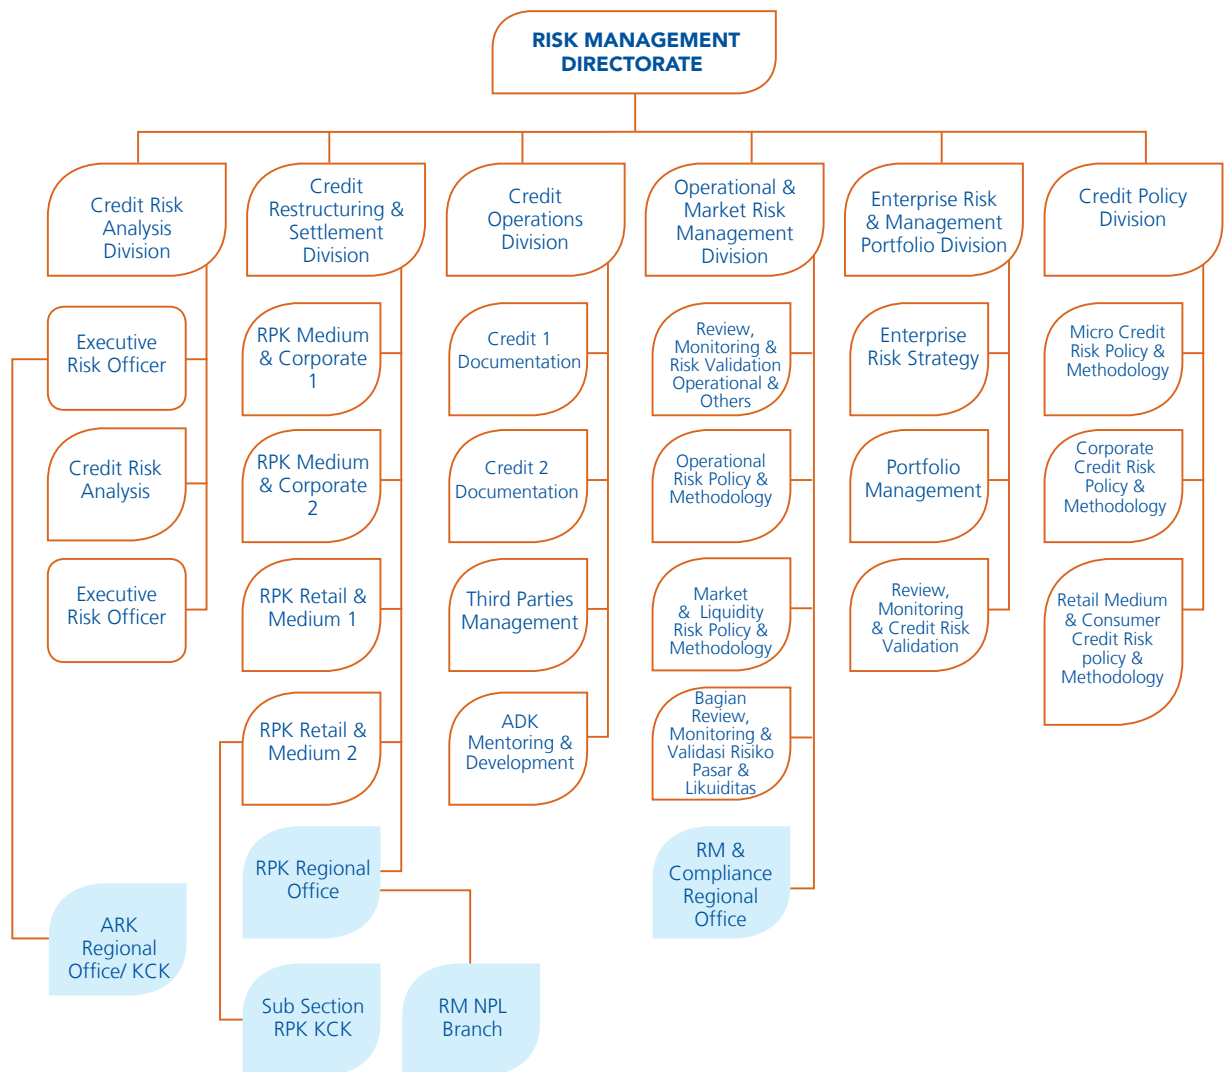 RISK MANAGEMENT
DIRECTORATE
Credit Risk
Analysis
Division
Credit
Restructuring &
Settlement
Division
Credit
Operations
Division
Operational &
Market Risk
Management
Division
Enterprise Risk
& Management
Portfolio Division
Credit Policy
Division
Executive
Risk Officer
RPK Medium
& Corporate
1
Credit 1
Documentation
Review,
Monitoring &
Risk Validation
Operational &
Others
Enterprise
Risk Strategy
Micro Credit
Risk Policy &
Methodology
Credit Risk
Analysis
RPK Medium
& Corporate
2
Credit 2
Documentation
Operational
Risk Policy &
Methodology
Portfolio
Management
Corporate
Credit Risk
Policy &
Methodology
Executive
Risk Officer
RPK Retail &
Medium 1
Third Parties
Management
Market
& Liquidity
Risk Policy &
Methodology
Review,
Monitoring
& Credit Risk
Validation
Retail Medium
& Consumer
Credit Risk
policy &
Methodology
RPK Retail &
Medium 2
ADK
Mentoring &
Development
Bagian
Review,
Monitoring &
Validasi Risiko
Pasar &
Likuiditas
RPK Regional
Office
RM &
Compliance
Regional
Office
ARK
Regional
Office/ KCK
Sub Section
RPK KCK
RM NPL
Branch